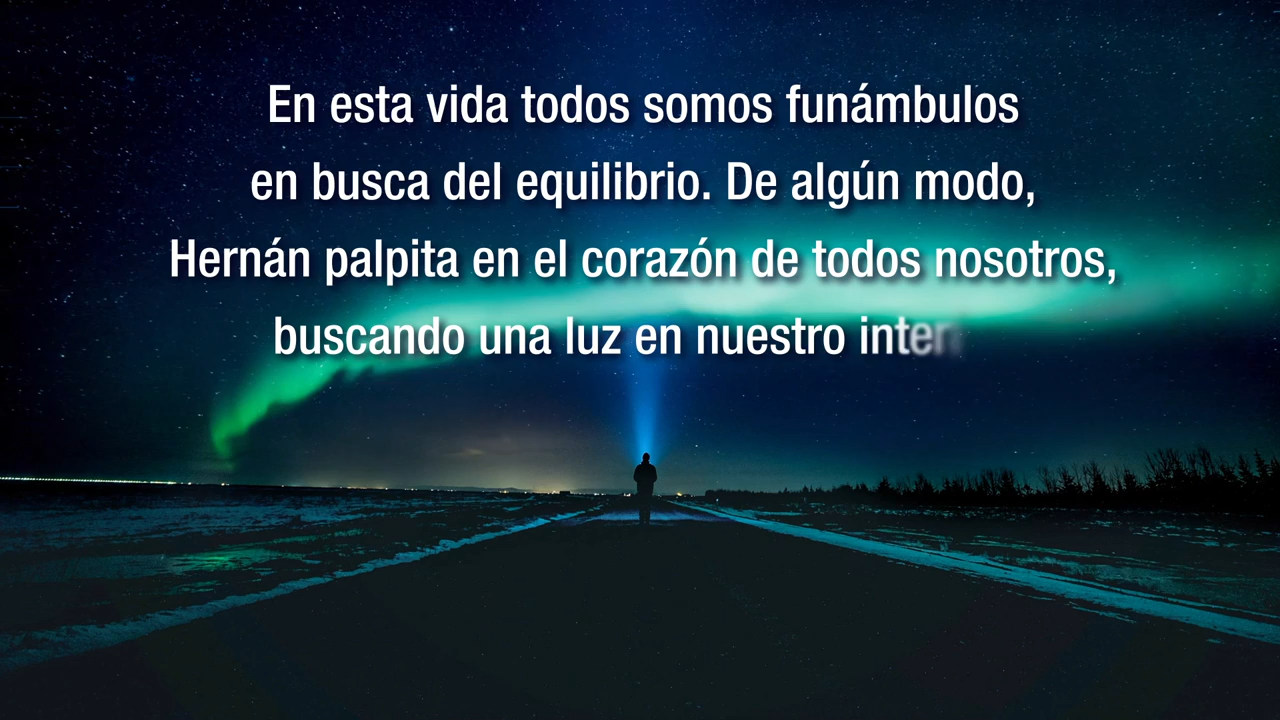 En esta vida todos somos funámbulos
en busca del equilibrio. De algún modo,
Hernán palpita en el corazón de todos nosotros,
buscando una luz en nuestro